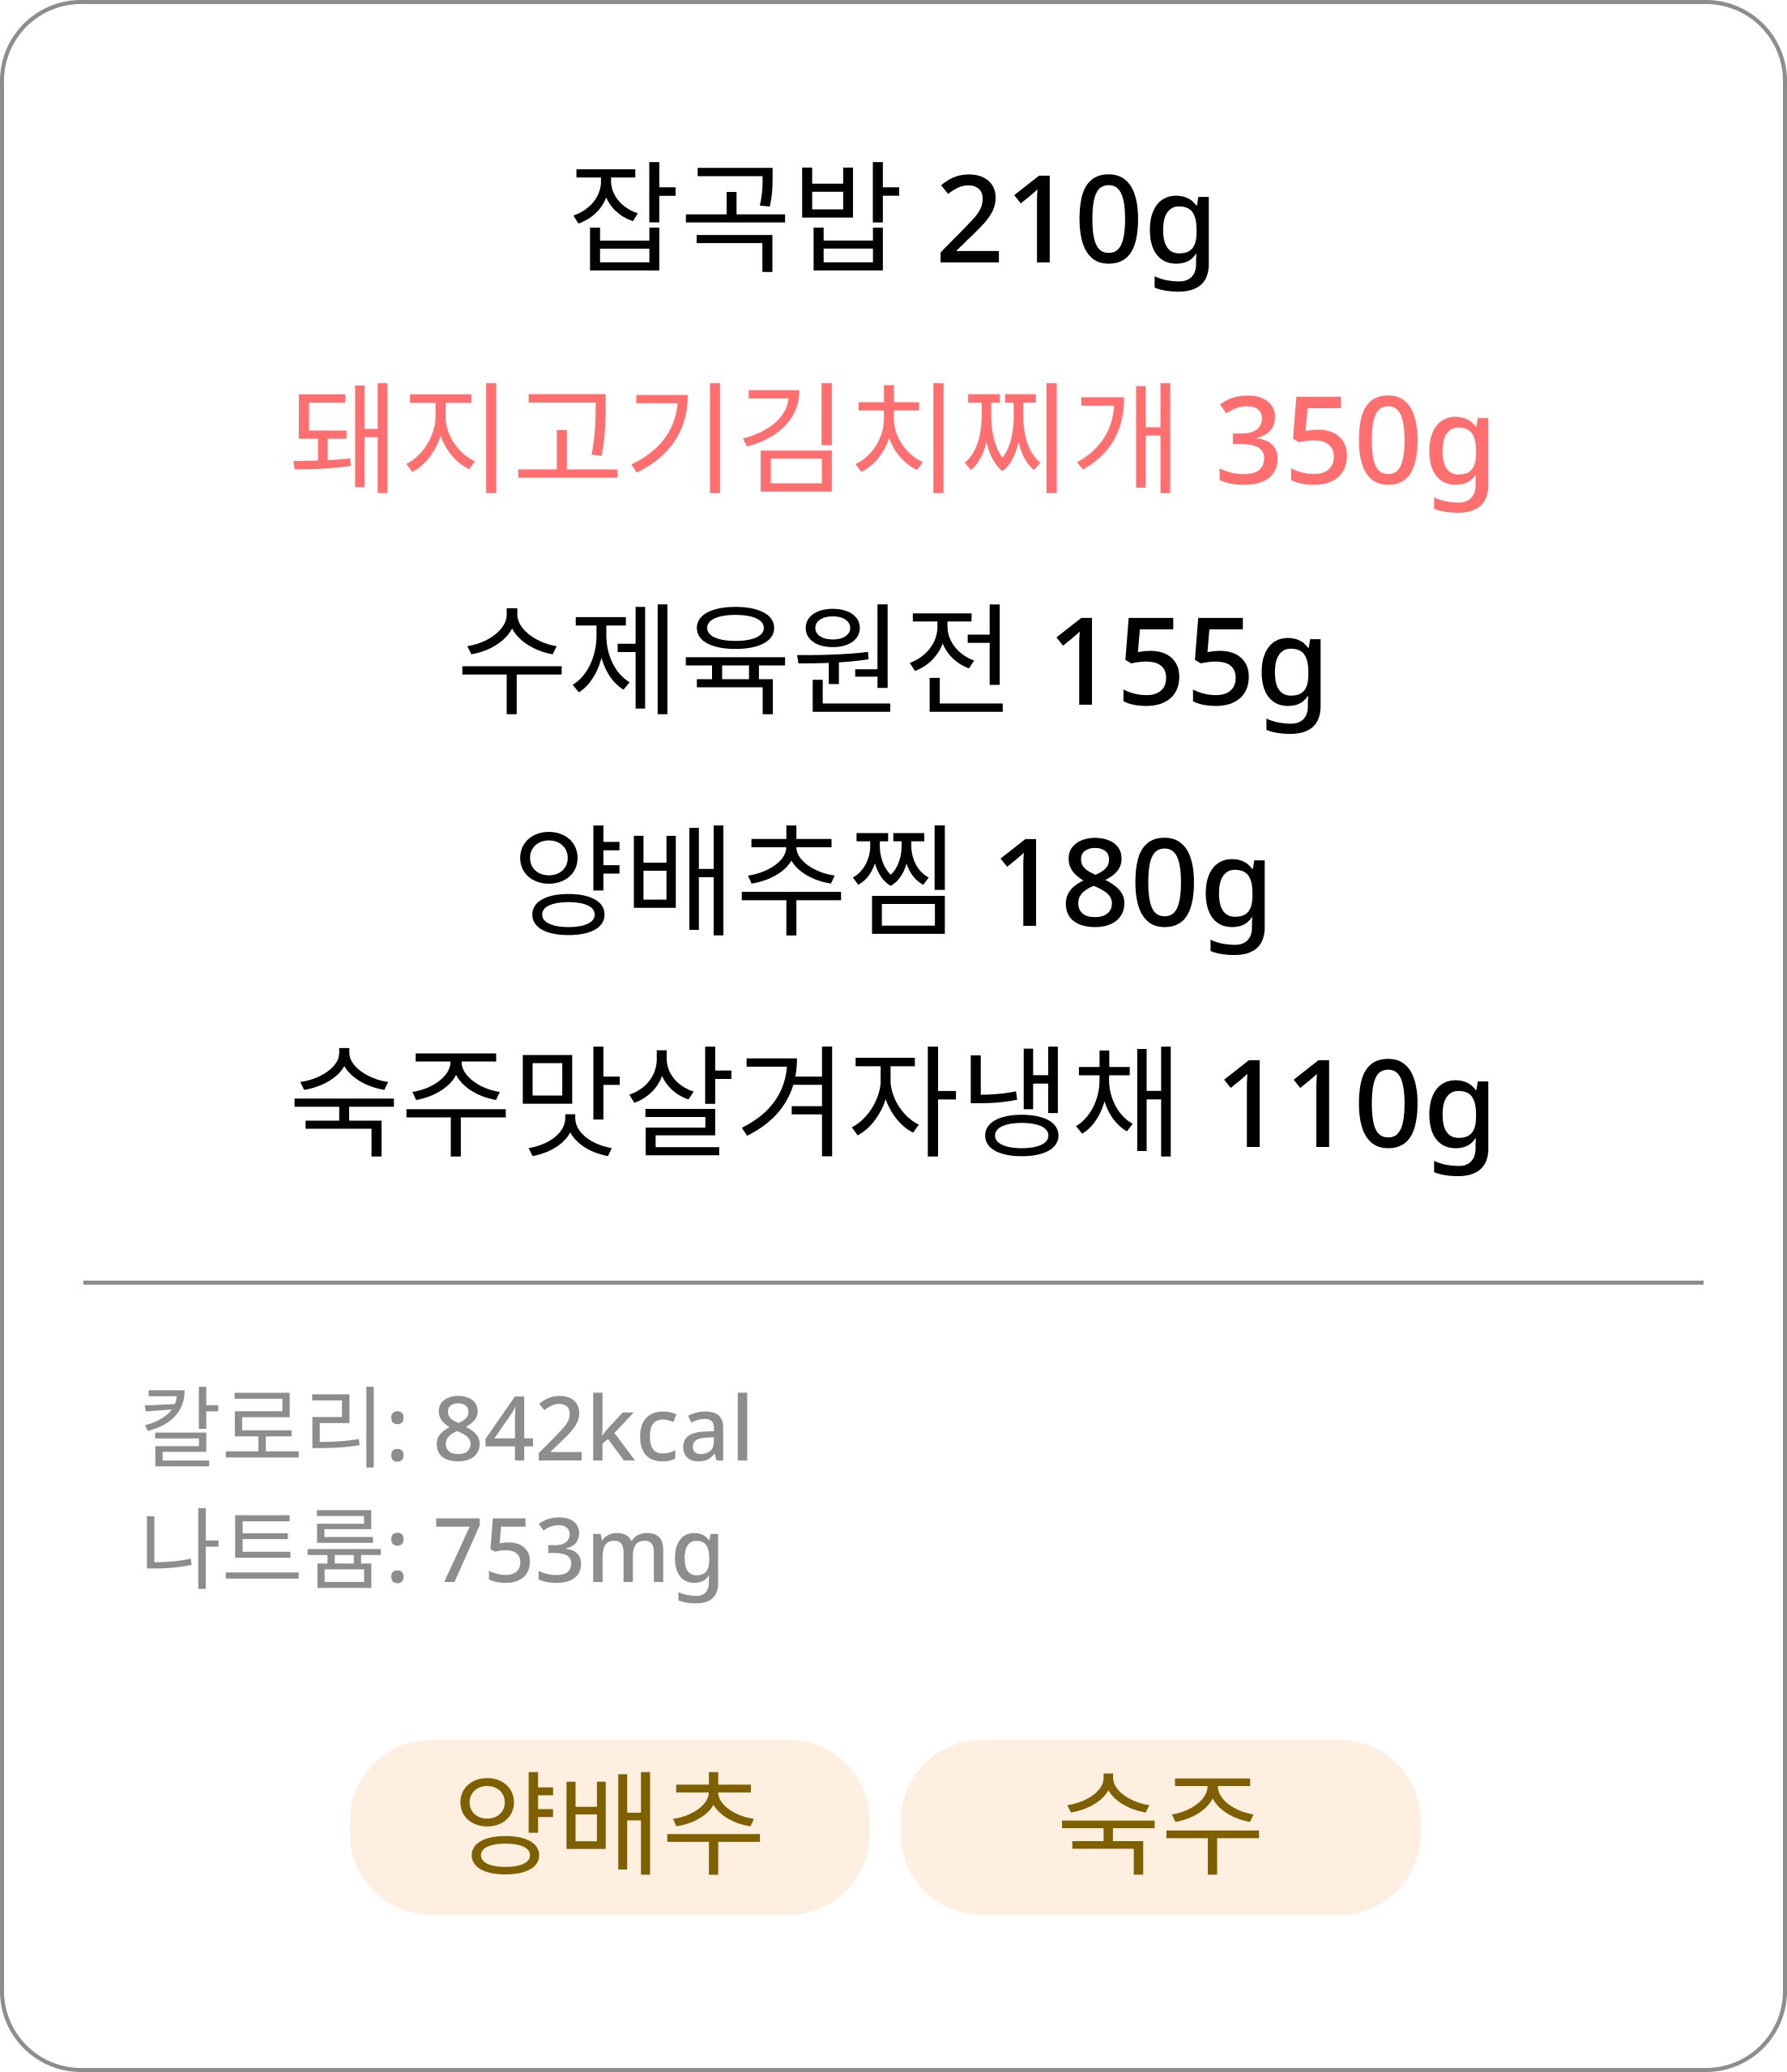 잡곡밥 210g
돼지고기김치찌개 350g
수제육원전 155g
양배추찜 180g
숙주맛살겨자냉채 110g
칼로리: 842kcal
나트륨: 753mg
양배추 숙주